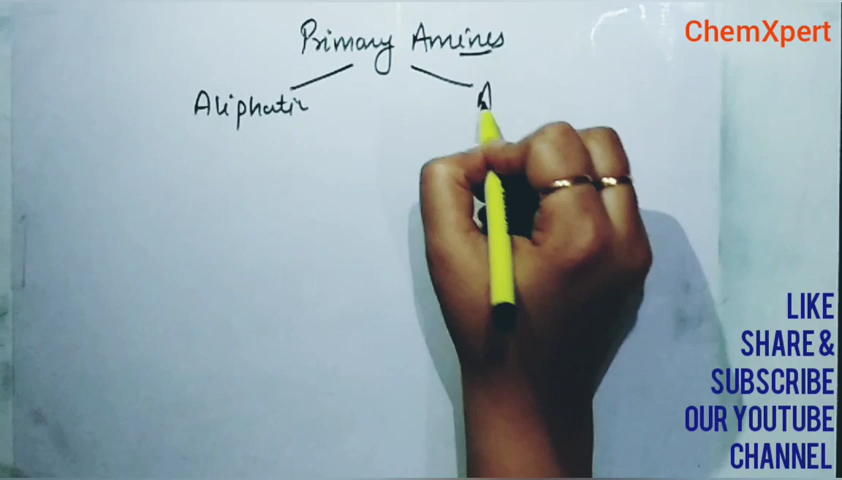 ChemXpert
Primary Amines
Aliphatic
A
LIKE
SHARE &
SUBSCRIBE
OUR YOUTUBE
CHANNEL